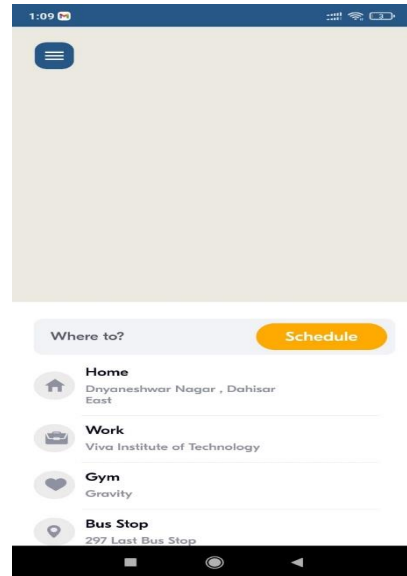 1:09
Where to?
Schedule
Home
Dnyaneshwar Nagar , Dahisar
East
Work
Viva Institute of Technology
Gym
Gravity
Bus Stop
297 Last Bus Stop